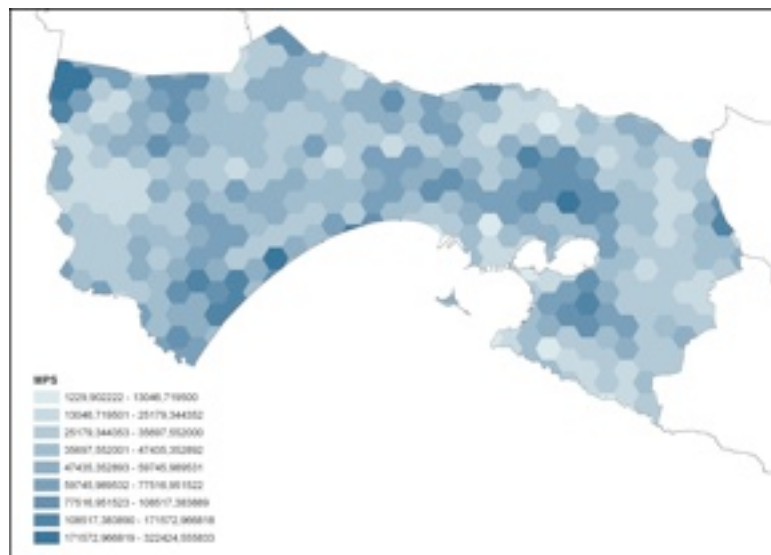 MPS
1229,902222 - 13046,719500
13046,719501 - 25179,344352
25179,344353 - 35697,552000
35697,552001 - 47435,352892
47435,352893 - 59745,989531
59745,989532 - 77516,951522
77516,951523 - 108517,383889
108517,383890 - 171572,966818
171572,966819 - 322424,555833